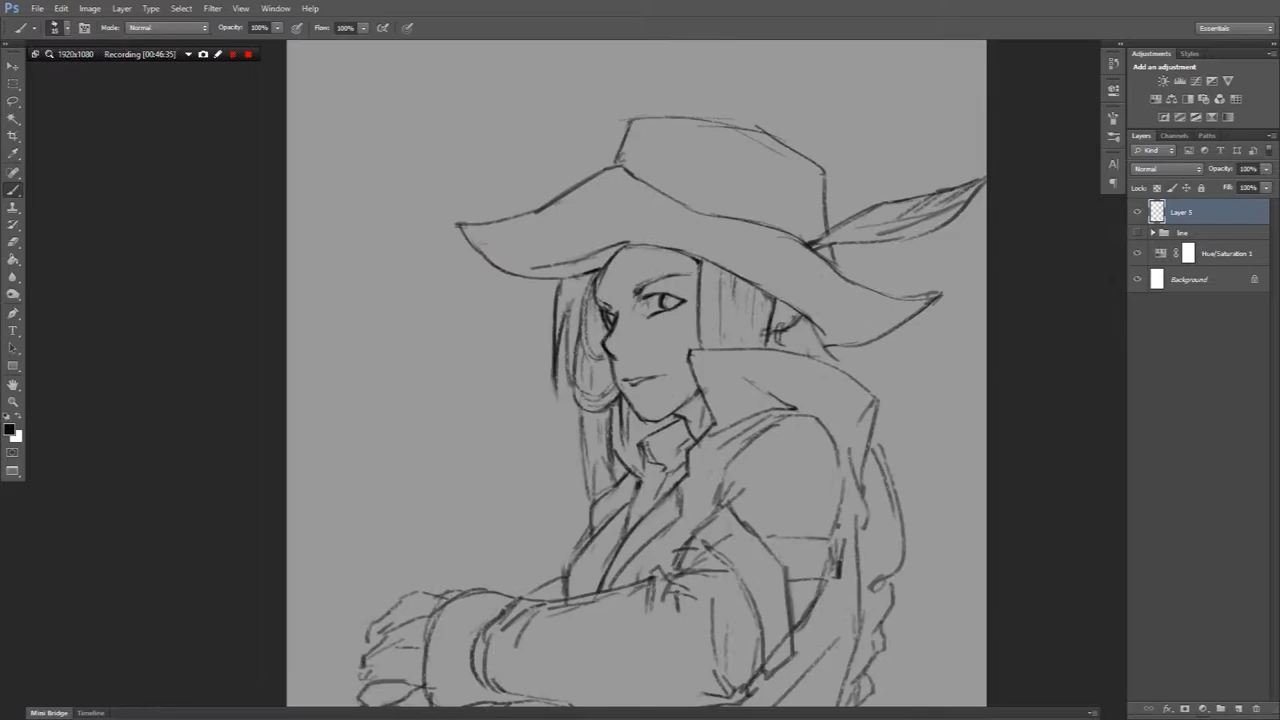 Ps File Edit Image Layer Type Select Filter View Window Help
15 Mode: Normal Opacity: 100% Flow: 100% Essentials
1920x1080 Recording [00:46:35]
Adjustments Styles
Add an adjustment
Layers Channels Paths
Kind
Normal Opacity: 100%
Lock: Fill: 100%
Layer 5
line
Hue/Saturation 1
Background
Mini Bridge Timeline